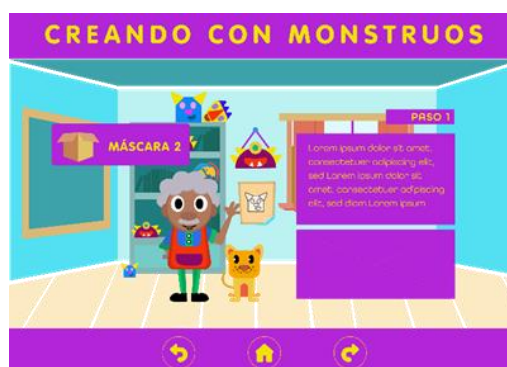 CREANDO CON MONSTRUOS
MÁSCARA 2
PASO 1
Lorem ipsum dolor sit amet,
consectetuer adipiscing elit,
sed Lorem ipsum dolor sit
amet, consectetuer adipiscing
elit, sed diam Lorem ipsum